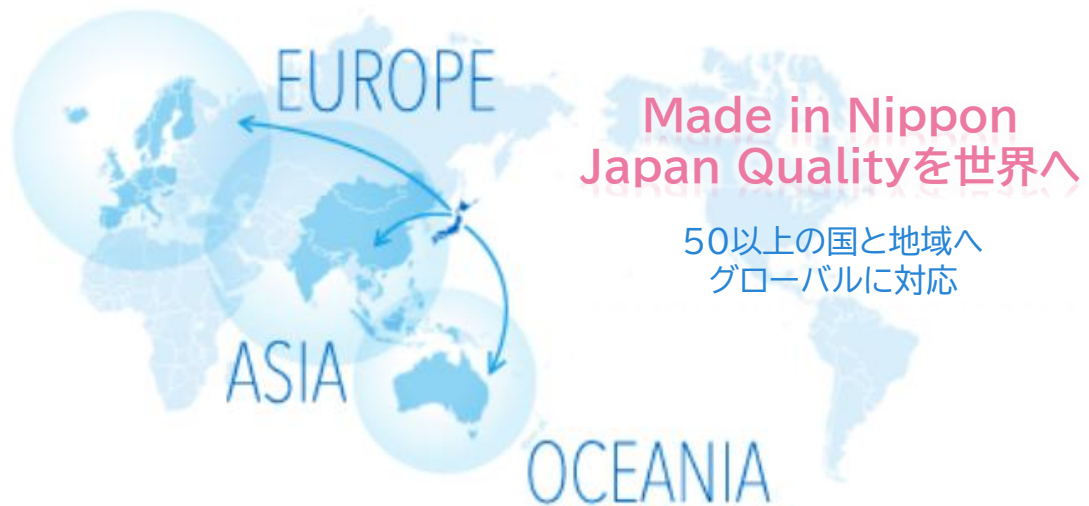 EUROPE
Made in Nippon
Japan Qualityを世界へ
50以上の国と地域へ
グローバルに対応
ASIA
OCEANIA